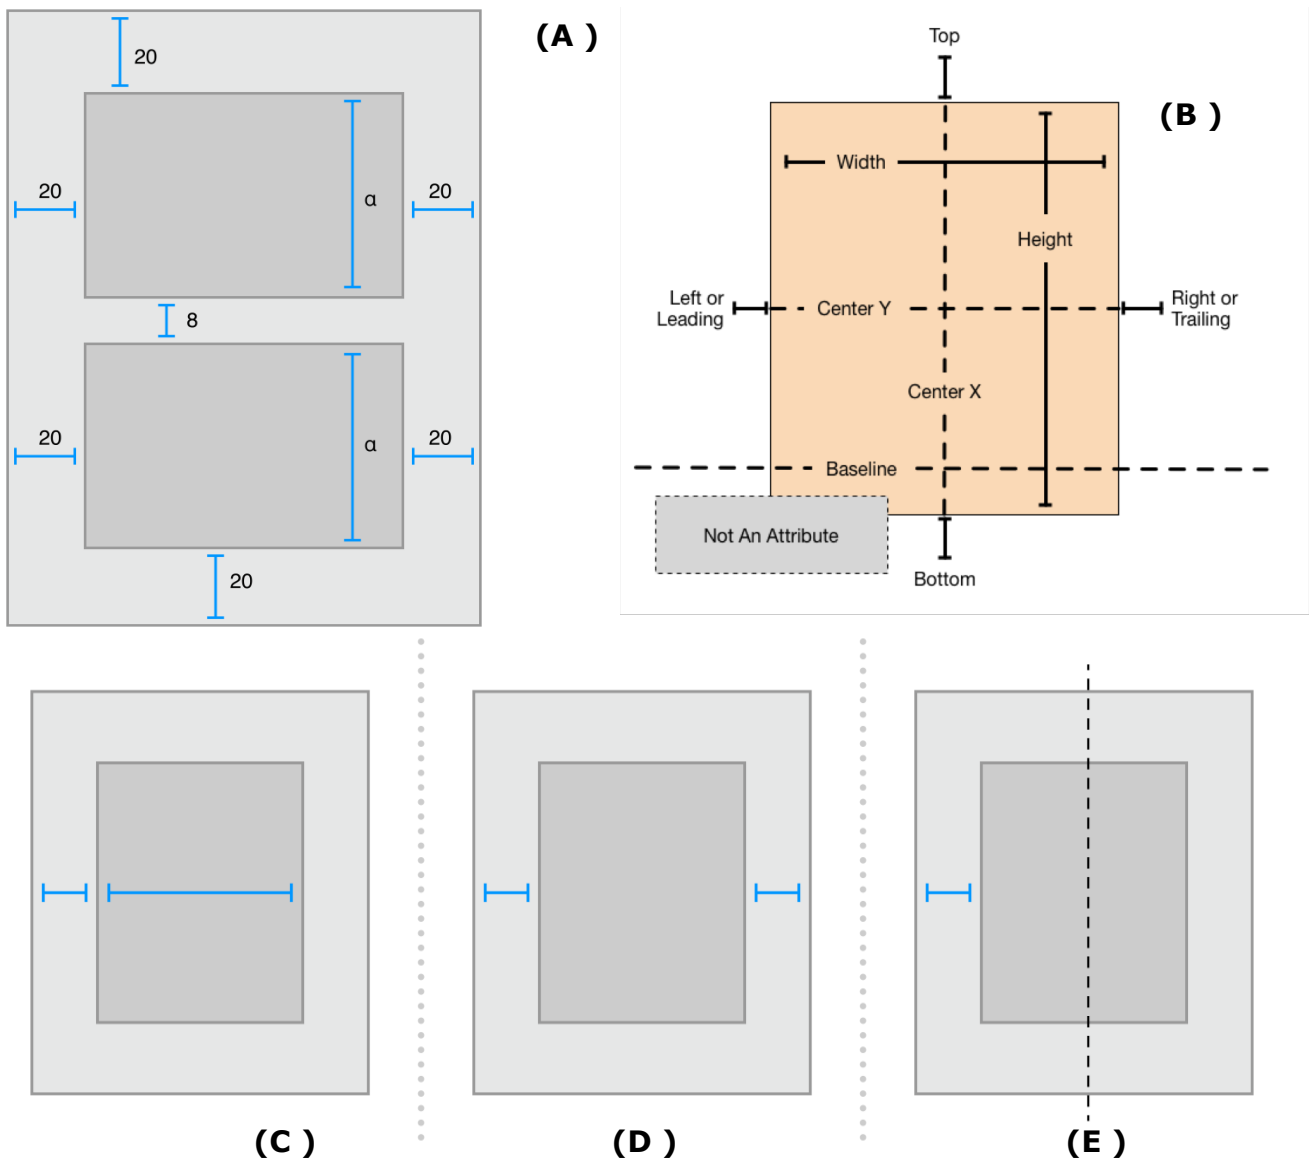 20
(A )
20
20
α
8
20
20
α
20
Top
(B )
Width
Height
Left or
Leading
Center Y
Right or
Trailing
Center X
Baseline
Not An Attribute
Bottom
(C )
(D )
(E )